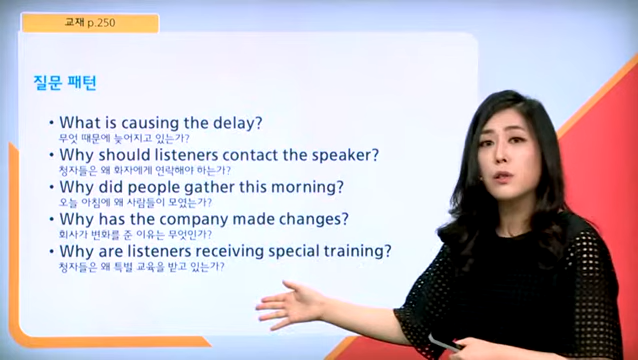 교재 p.250
질문 패턴
• What is causing the delay?
무엇 때문에 늦어지고 있는가?
• Why should listeners contact the speaker?
청자들은 왜 화자에게 연락해야 하는가?
• Why did people gather this morning?
오늘 아침에 왜 사람들이 모였는가?
• Why has the company made changes?
회사가 변화를 준 이유는 무엇인가?
• Why are listeners receiving special training?
청자들은 왜 특별 교육을 받고 있는가?